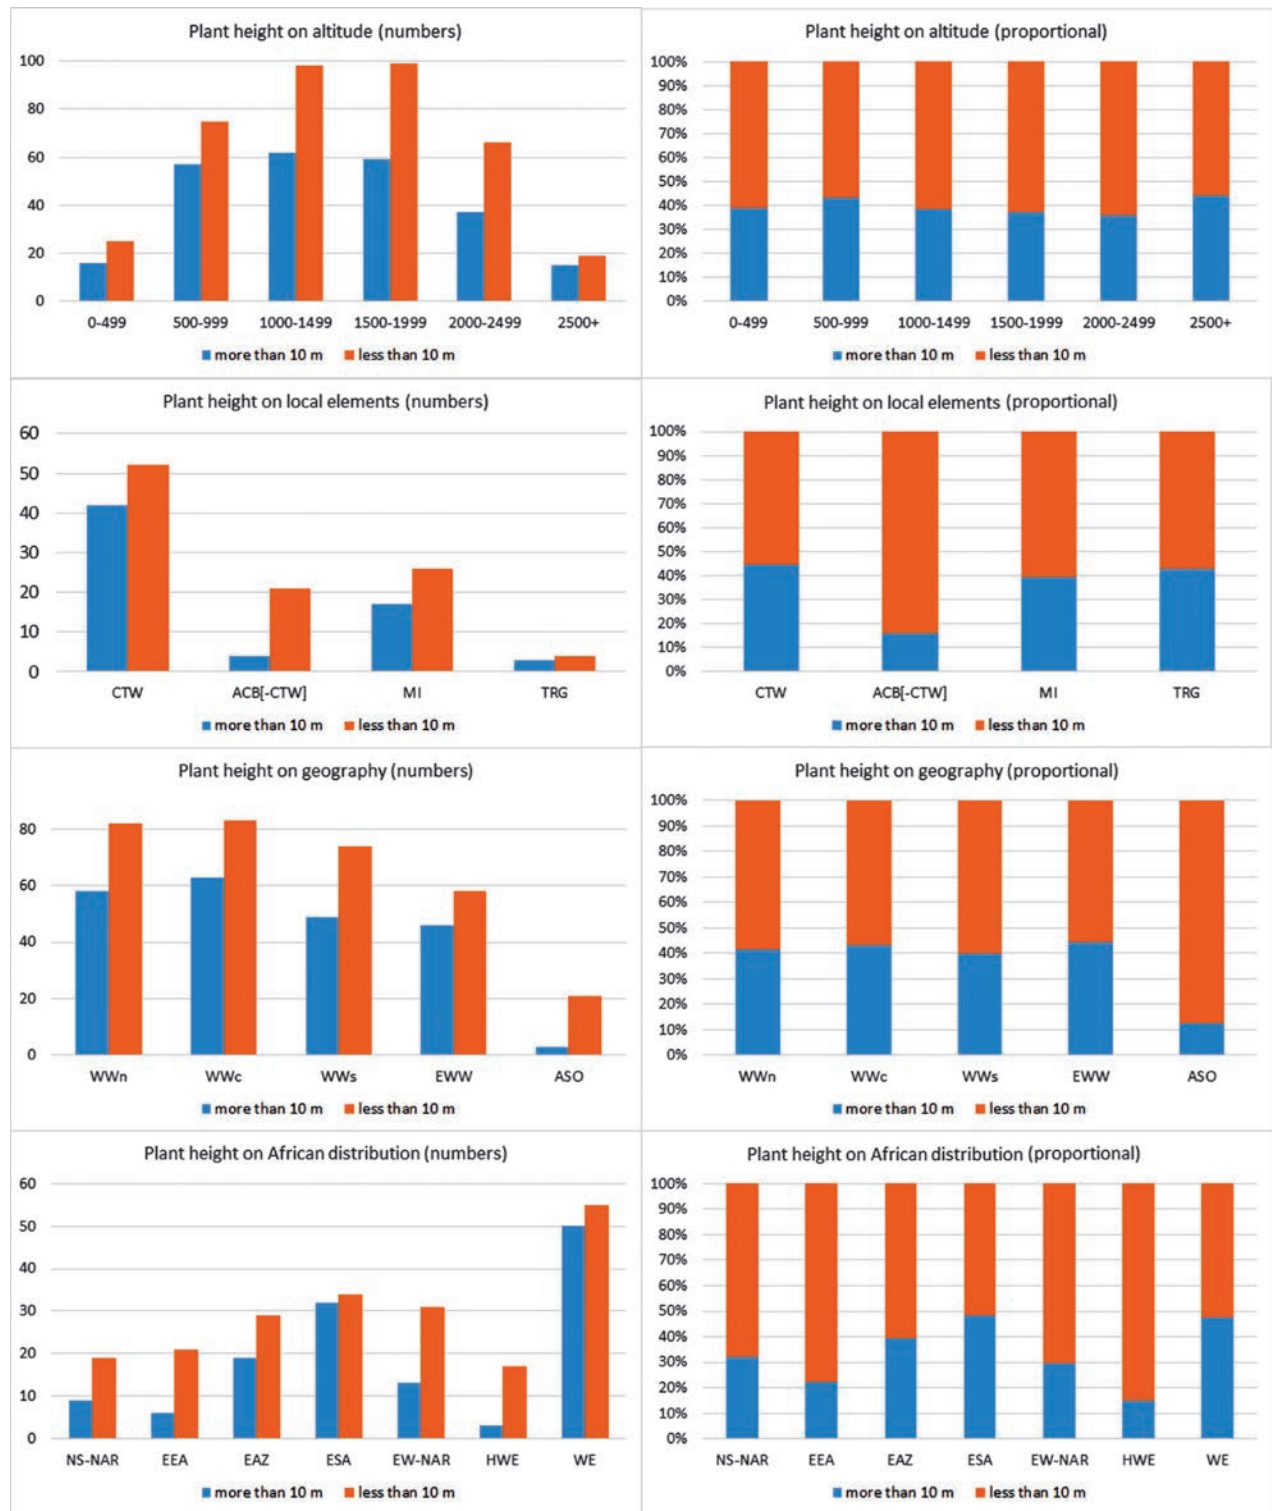 Plant height on altitude (numbers)
100
80
60
40
20
0
0-499 500-999 1000-1499 1500-1999 2000-2499 2500+
more than 10 m less than 10 m
Plant height on altitude (proportional)
100%
90%
80%
70%
60%
50%
40%
30%
20%
10%
0%
0-499 500-999 1000-1499 1500-1999 2000-2499 2500+
more than 10 m less than 10 m
Plant height on local elements (numbers)
60
50
40
30
20
10
0
CTW ACB[-CTW] MI TRG
more than 10 m less than 10 m
Plant height on local elements (proportional)
100%
90%
80%
70%
60%
50%
40%
30%
20%
10%
0%
CTW ACB[-CTW] MI TRG
more than 10 m less than 10 m
Plant height on geography (numbers)
80
60
40
20
0
WWn WWc WWs EWW ASO
more than 10 m less than 10 m
Plant height on geography (proportional)
100%
90%
80%
70%
60%
50%
40%
30%
20%
10%
0%
WWn WWc WWs EWW ASO
more than 10 m less than 10 m
Plant height on African distribution (numbers)
60
50
40
30
20
10
0
NS-NAR EEA EAZ ESA EW-NAR HWE WE
more than 10 m less than 10 m
Plant height on African distribution (proportional)
100%
90%
80%
70%
60%
50%
40%
30%
20%
10%
0%
NS-NAR EEA EAZ ESA EW-NAR HWE WE
more than 10 m less than 10 m